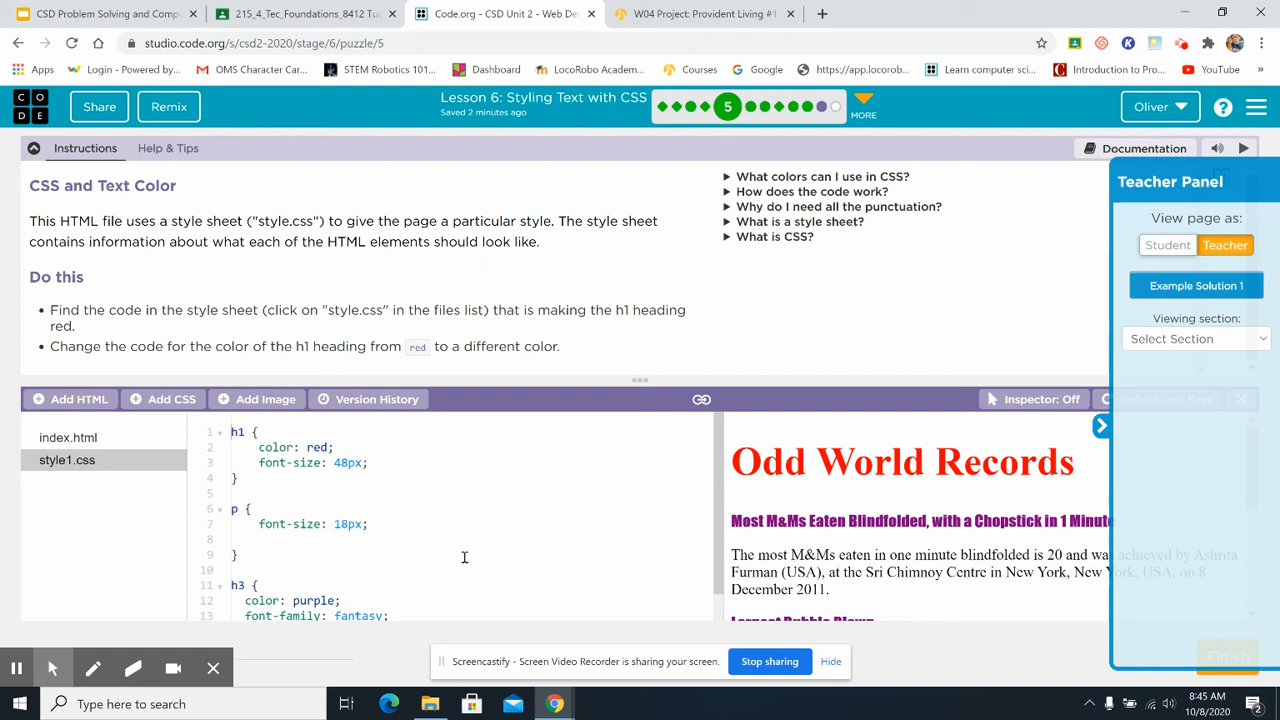 CSD Problem Solving and Comp
215_4_Tec_Foundations_8412 Tue
Code.org - CSD Unit 2 - Web Dev
W04 Project: Provident Living #1
studio.code.org/s/csd2-2020/stage/6/puzzle/5
Apps
Login - Powered by...
OMS Character Car...
STEM Robotics 101...
Dashboard
LocoRobo Academ...
Courses
Google
https://app.locorob...
Learn computer sci...
Introduction to Pro...
YouTube
CODE
Share
Remix
Lesson 6: Styling Text with CSS
Saved 2 minutes ago
5
MORE
Oliver
Instructions
Help & Tips
Documentation
CSS and Text Color
This HTML file uses a style sheet ("style.css") to give the page a particular style. The style sheet
contains information about what each of the HTML elements should look like.
Do this
• Find the code in the style sheet (click on "style.css" in the files list) that is making the h1 heading
red.
• Change the code for the color of the h1 heading from red to a different color.
What colors can I use in CSS?
How does the code work?
Why do I need all the punctuation?
What is a style sheet?
What is CSS?
Teacher Panel
View page as:
Student
Teacher
Example Solution 1
Viewing section:
Select Section
Add HTML
Add CSS
Add Image
Version History
Inspector: Off
Refresh and Save
index.html
style1.css
1 h1 {
2 color: red;
3 font-size: 48px;
4 }
5
6 p {
7 font-size: 18px;
8
9 }
10
11 h3 {
12 color: purple;
13 font-family: fantasy;
Odd World Records
Most M&Ms Eaten Blindfolded, with a Chopstick in 1 Minute
The most M&Ms eaten in one minute blindfolded is 20 and was achieved by Ashrita
Furman (USA), at the Sri Chimnoy Centre in New York, New York, USA, on 8
December 2011.
Largest Bubble Blown
Finish
Screencastify - Screen Video Recorder is sharing your screen.
Stop sharing
Hide
Type here to search
8:45 AM
10/8/2020
2